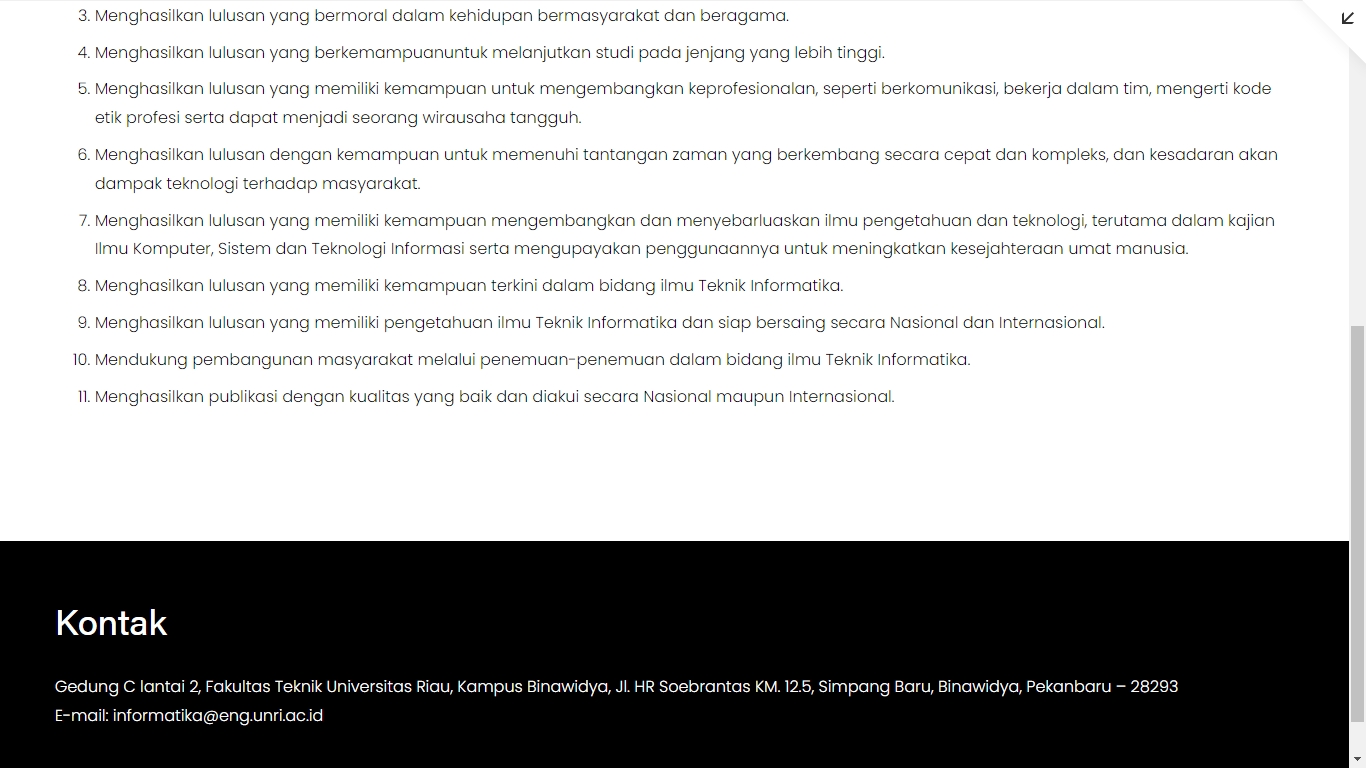 3. Menghasilkan lulusan yang bermoral dalam kehidupan bermasyarakat dan beragama.
4. Menghasilkan lulusan yang berkemampuanuntuk melanjutkan studi pada jenjang yang lebih tinggi.
5. Menghasilkan lulusan yang memiliki kemampuan untuk mengembangkan keprofesionalan, seperti berkomunikasi, bekerja dalam tim, mengerti kode
etik profesi serta dapat menjadi seorang wirausaha tangguh.
6. Menghasilkan lulusan dengan kemampuan untuk memenuhi tantangan zaman yang berkembang secara cepat dan kompleks, dan kesadaran akan
dampak teknologi terhadap masyarakat.
7. Menghasilkan lulusan yang memiliki kemampuan mengembangkan dan menyebarluaskan ilmu pengetahuan dan teknologi, terutama dalam kajian
Ilmu Komputer, Sistem dan Teknologi Informasi serta mengupayakan penggunaannya untuk meningkatkan kesejahteraan umat manusia.
8. Menghasilkan lulusan yang memiliki kemampuan terkini dalam bidang ilmu Teknik Informatika.
9. Menghasilkan lulusan yang memiliki pengetahuan ilmu Teknik Informatika dan siap bersaing secara Nasional dan Internasional.
10. Mendukung pembangunan masyarakat melalui penemuan-penemuan dalam bidang ilmu Teknik Informatika.
11. Menghasilkan publikasi dengan kualitas yang baik dan diakui secara Nasional maupun Internasional.
Kontak
Gedung C lantai 2, Fakultas Teknik Universitas Riau, Kampus Binawidya, Jl. HR Soebrantas KM. 12.5, Simpang Baru, Binawidya, Pekanbaru – 28293
E-mail: informatika@eng.unri.ac.id